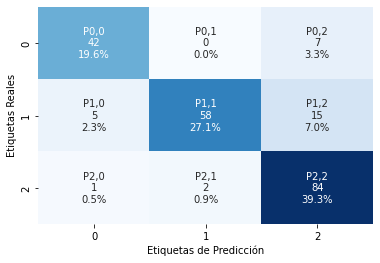 P0,0
42
19.6%
P0,1
0
0.0%
P0,2
7
3.3%
0
P1,0
5
2.3%
P1,1
58
27.1%
P1,2
15
7.0%
1
P2,0
1
0.5%
P2,1
2
0.9%
P2,2
84
39.3%
2
Etiquetas Reales
0 1 2
Etiquetas de Predicción